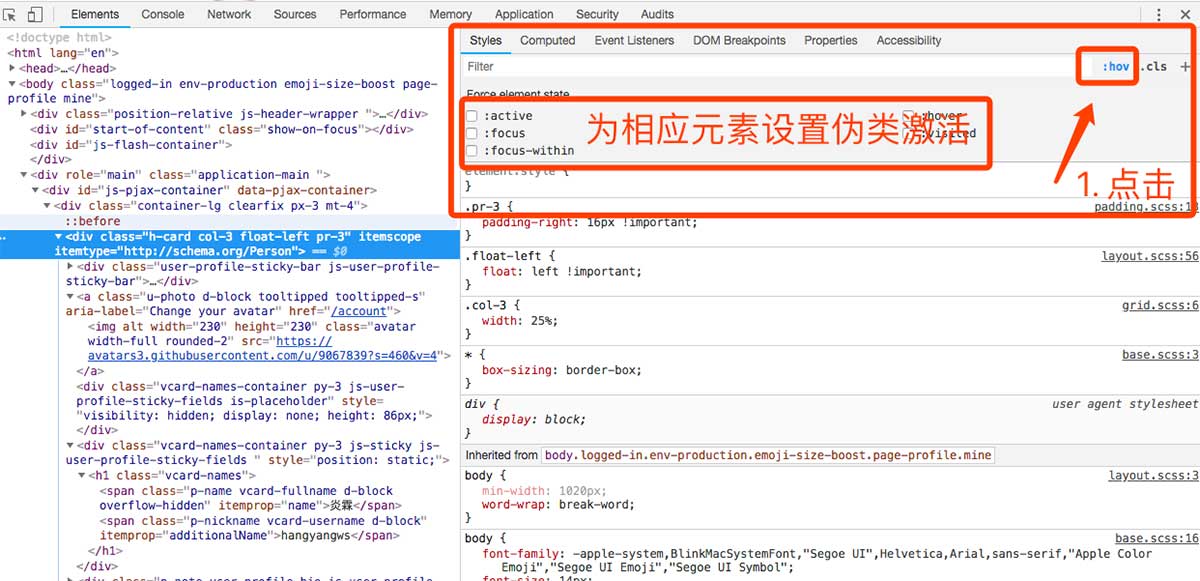 Elements Console Network Sources Performance Memory Application Security Audits
<!doctype html>
<html lang="en">
<head>…</head>
<body class="logged-in env-production emoji-size-boost page-
profile mine">
<div class="position-relative js-header-wrapper ">…</div>
<div id="start-of-content" class="show-on-focus"></div>
<div id="js-flash-container">
</div>
<div role="main" class="application-main ">
<div id="js-pjax-container" data-pjax-container>
<div class="container-lg clearfix px-3 mt-4">
::before
<div class="h-card col-3 float-left pr-3" itemscope
itemtype="http://schema.org/Person"> == $0
<div class="user-profile-sticky-bar js-user-profile-
sticky-bar">…</div>
<a class="u-photo d-block tooltipped tooltipped-s"
aria-label="Change your avatar" href="/account">
<img alt width="230" height="230" class="avatar
width-full rounded-2" src="https://
avatars3.githubusercontent.com/u/9067839?s=460&v=4">
</a>
<div class="vcard-names-container py-3 js-user-
profile-sticky-fields is-placeholder" style=
"visibility: hidden; display: none; height: 86px;">
</div>
<div class="vcard-names-container py-3 js-sticky js-
user-profile-sticky-fields " style="position: static;">
<h1 class="vcard-names">
<span class="p-name vcard-fullname d-block
overflow-hidden" itemprop="name">炎霖</span>
<span class="p-nickname vcard-username d-block"
itemprop="additionalName">hangyangws</span>
</h1>
</div>
<div class="p-note user-profile-bio js-user-profile-
Styles Computed Event Listeners DOM Breakpoints Properties Accessibility
Filter :hov .cls +
Force element state
:active :hover
:focus :visited
:focus-within
为相应元素设置伪类激活
1. 点击
element.style {
}
.pr-3 { padding.scss:18
padding-right: 16px !important;
}
.float-left { layout.scss:56
float: left !important;
}
.col-3 { grid.scss:6
width: 25%;
}
* { base.scss:3
box-sizing: border-box;
}
div { user agent stylesheet
display: block;
}
Inherited from body.logged-in.env-production.emoji-size-boost.page-profile.mine
body { layout.scss:3
min-width: 1020px;
word-wrap: break-word;
}
body { base.scss:16
font-family: -apple-system,BlinkMacSystemFont,"Segoe UI",Helvetica,Arial,sans-serif,"Apple Color
Emoji","Segoe UI Emoji","Segoe UI Symbol";
font-size: 14px;